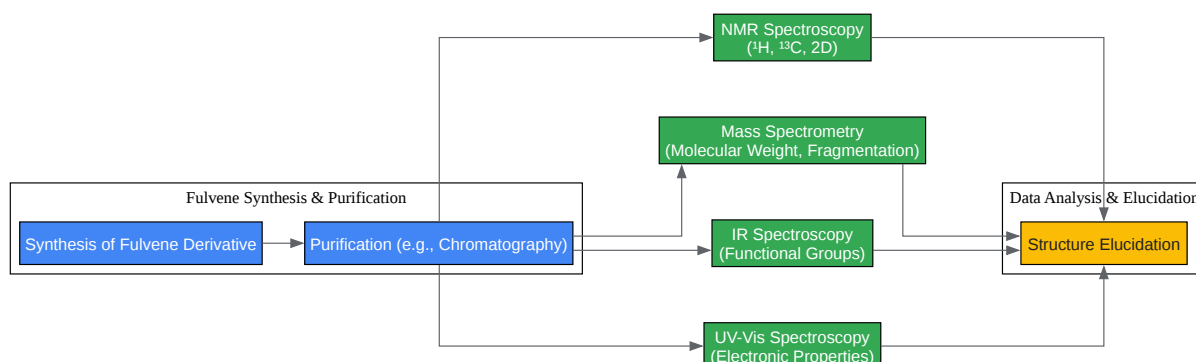 NMR Spectroscopy
(¹H, ¹³C, 2D)
Mass Spectrometry
(Molecular Weight, Fragmentation)
Fulvene Synthesis & Purification
Data Analysis & Elucidation
Synthesis of Fulvene Derivative
Purification (e.g., Chromatography)
IR Spectroscopy
(Functional Groups)
Structure Elucidation
UV-Vis Spectroscopy
(Electronic Properties)